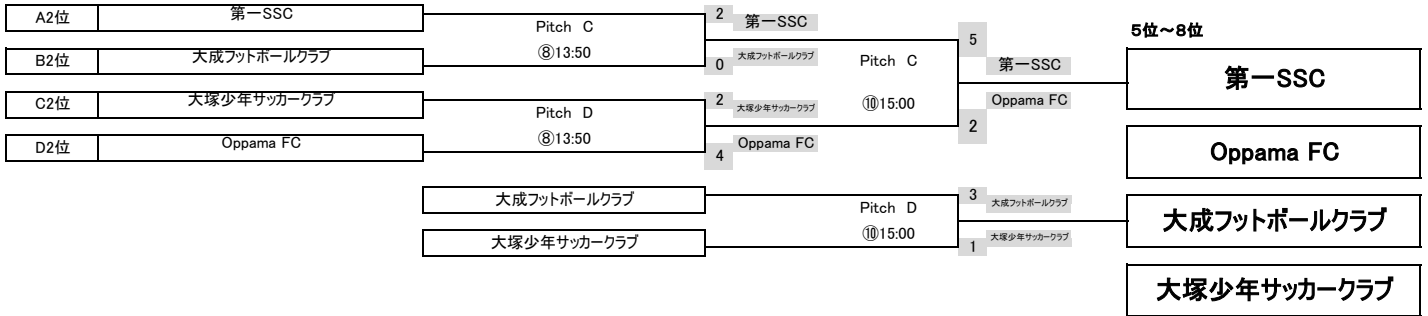 A2位 第一SSC
Pitch C
⑧13:50
2 第一SSC
B2位 大成フットボールクラブ
0 大成フットボールクラブ
C2位 大塚少年サッカークラブ
Pitch D
⑧13:50
2 大塚少年サッカークラブ
D2位 Oppama FC
4 Oppama FC
Pitch C
⑩15:00
5 第一SSC
2 Oppama FC
大成フットボールクラブ
大塚少年サッカークラブ
Pitch D
⑩15:00
3 大成フットボールクラブ
1 大塚少年サッカークラブ
5位～8位
第一SSC
Oppama FC
大成フットボールクラブ
大塚少年サッカークラブ